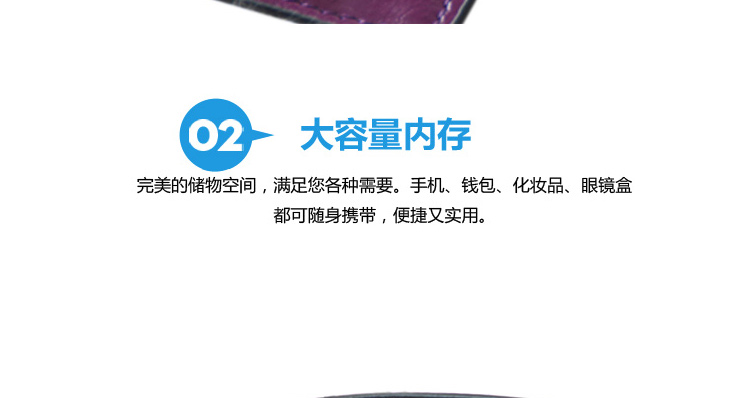 02 大容量内存
完美的储物空间，满足您各种需要。手机、钱包、化妆品、眼镜盒
都可随身携带，便捷又实用。